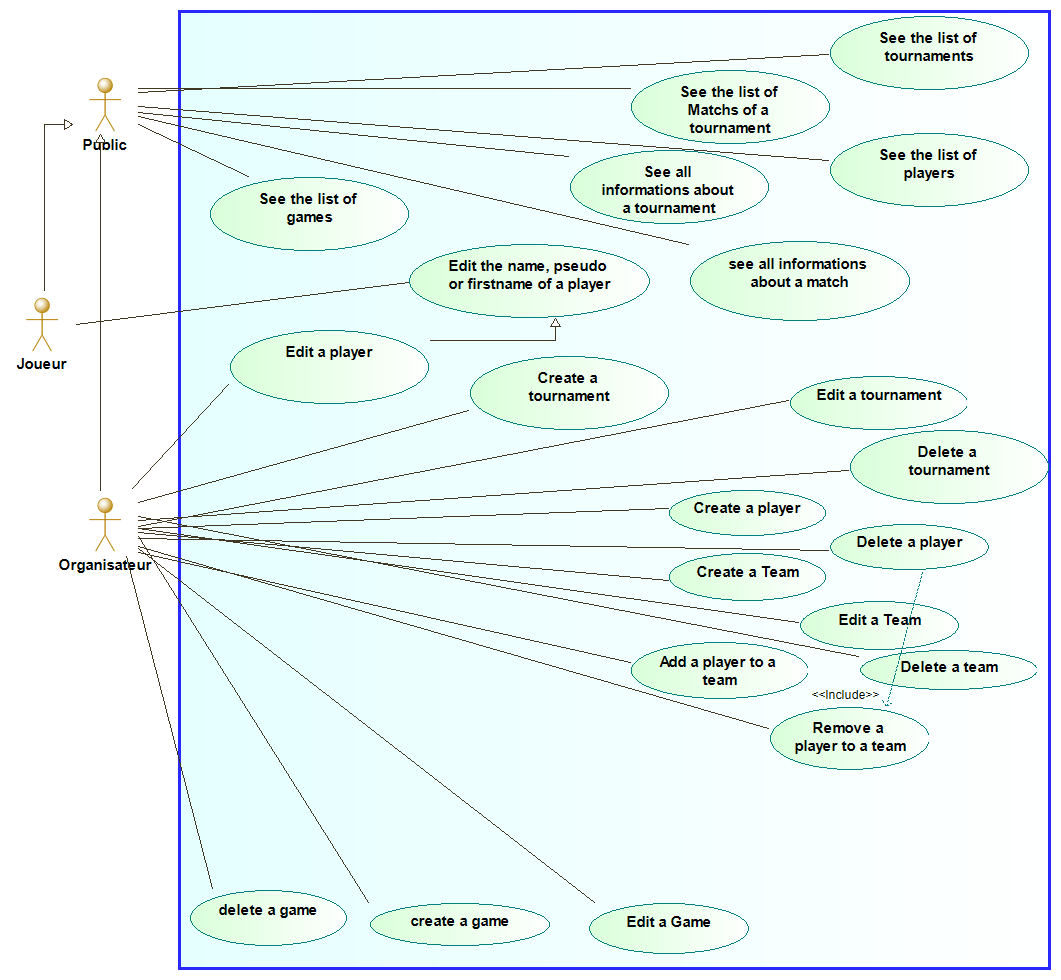 See the list of
tournaments
See the list of
Matchs of a
tournament
Public
See the list of
players
See all
informations about
a tournament
See the list of
games
see all informations
about a match
Edit the name, pseudo
or firstname of a player
Joueur
Edit a player
Create a
tournament
Edit a tournament
Delete a
tournament
Create a player
Delete a player
Organisateur
Create a Team
Edit a Team
Add a player to a
team
Delete a team
<<Include>>
Remove a
player to a team
delete a game
create a game
Edit a Game